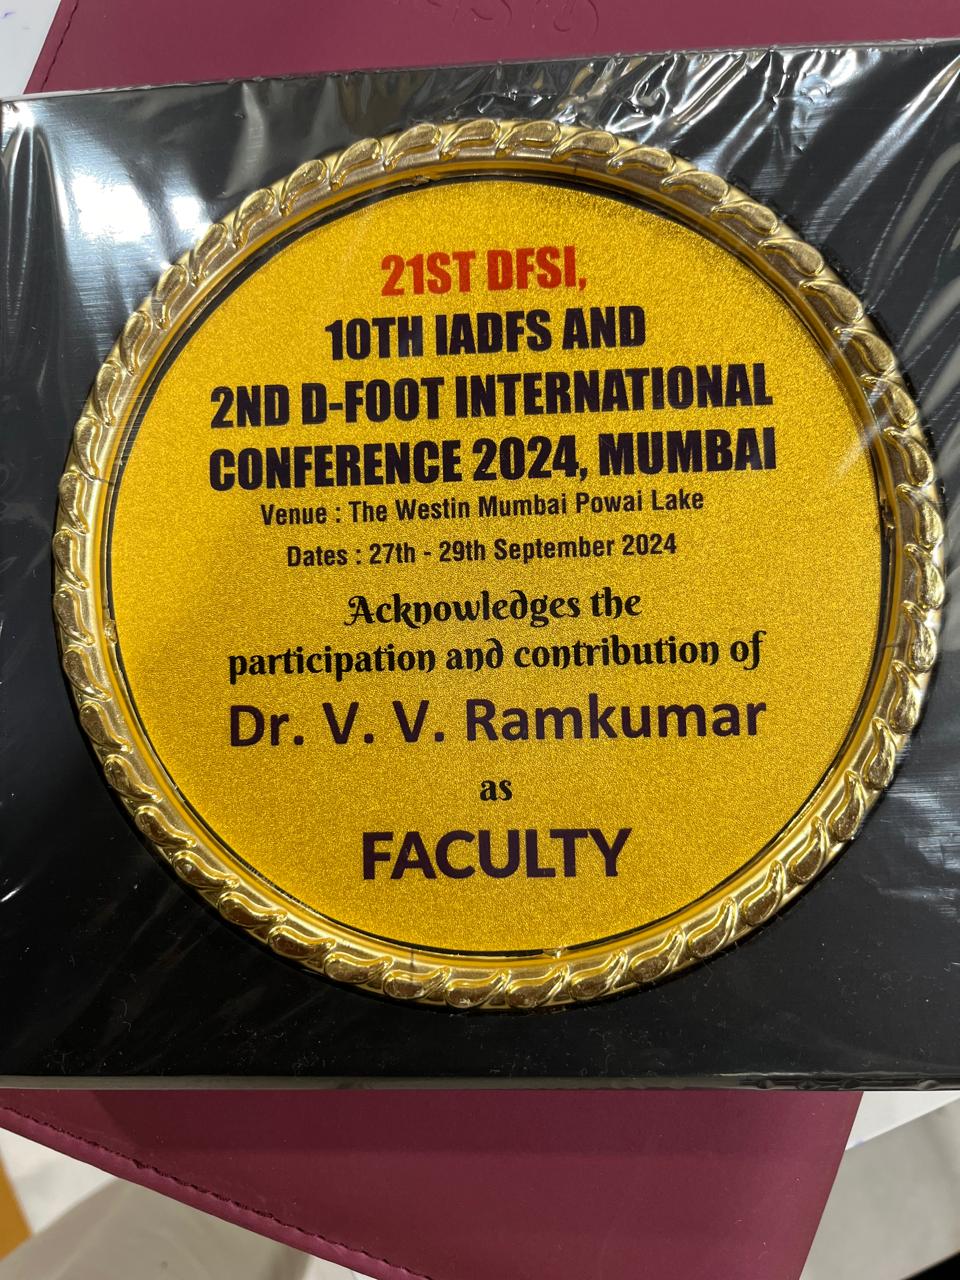 21ST DFSI,
10TH IADFS AND
2ND D-FOOT INTERNATIONAL
CONFERENCE 2024, MUMBAI
Venue : The Westin Mumbai Powai Lake
Dates : 27th - 29th September 2024
Acknowledges the
participation and contribution of
Dr. V. V. Ramkumar
as
FACULTY